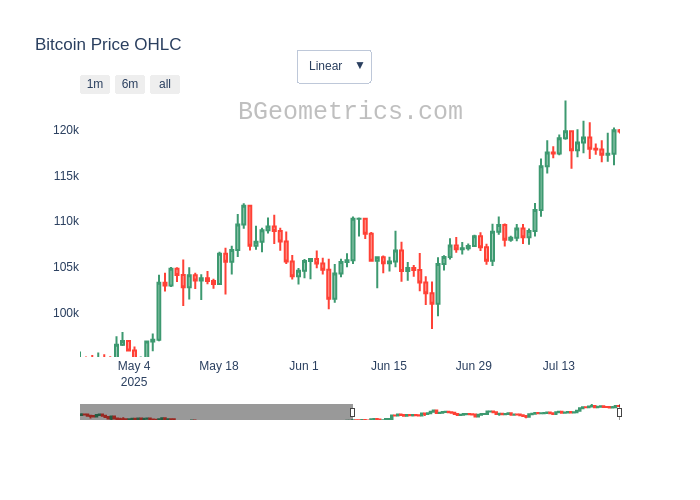 Bitcoin Price OHLC
Linear ▼
1m 6m all
BGeometrics.com
120k
115k
110k
105k
100k
May 4 May 18 Jun 1 Jun 15 Jun 29 Jul 13
2025